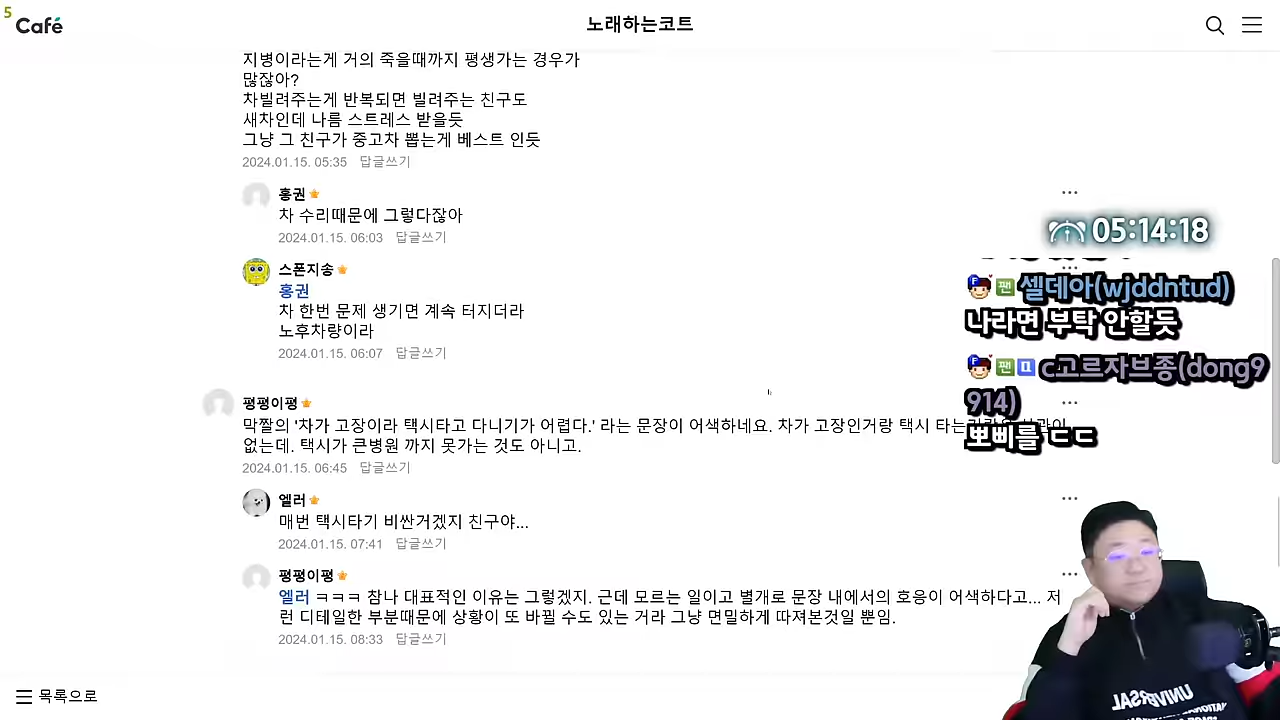 5
Café
노래하는코트
지병이라는게 거의 죽을때까지 평생가는 경우가
많잖아?
차빌려주는게 반복되면 빌려주는 친구도
새차인데 나름 스트레스 받을듯
그냥 그 친구가 중고차 뽑는게 베스트 인듯
2024.01.15. 05:35 답글쓰기
홍권
차 수리때문에 그렇다잖아
2024.01.15. 06:03 답글쓰기
05:14:18
스폰지송
홍권
차 한번 문제 생기면 계속 터지더라
노후차량이라
2024.01.15. 06:07 답글쓰기
팬 셀데아(wjddntud)
나라면 부탁 안할듯
팬 c고르자브종(dong9
914)
뽀삐를 ㄷㄷ
평평이평
막짤의 '차가 고장이라 택시타고 다니기가 어렵다.' 라는 문장이 어색하네요. 차가 고장인거랑 택시 타는
없는데. 택시가 큰병원 까지 못가는 것도 아니고.
2024.01.15. 06:45 답글쓰기
엘러
매번 택시타기 비싼거겠지 친구야...
2024.01.15. 07:41 답글쓰기
평평이평
엘러 ㅋㅋㅋ 참나 대표적인 이유는 그렇겠지. 근데 모르는 일이고 별개로 문장 내에서의 호응이 어색하다고... 저
런 디테일한 부분때문에 상황이 또 바뀔 수도 있는 거라 그냥 면밀하게 따져본것일 뿐임.
2024.01.15. 08:33 답글쓰기
목록으로
UNIVERSAL